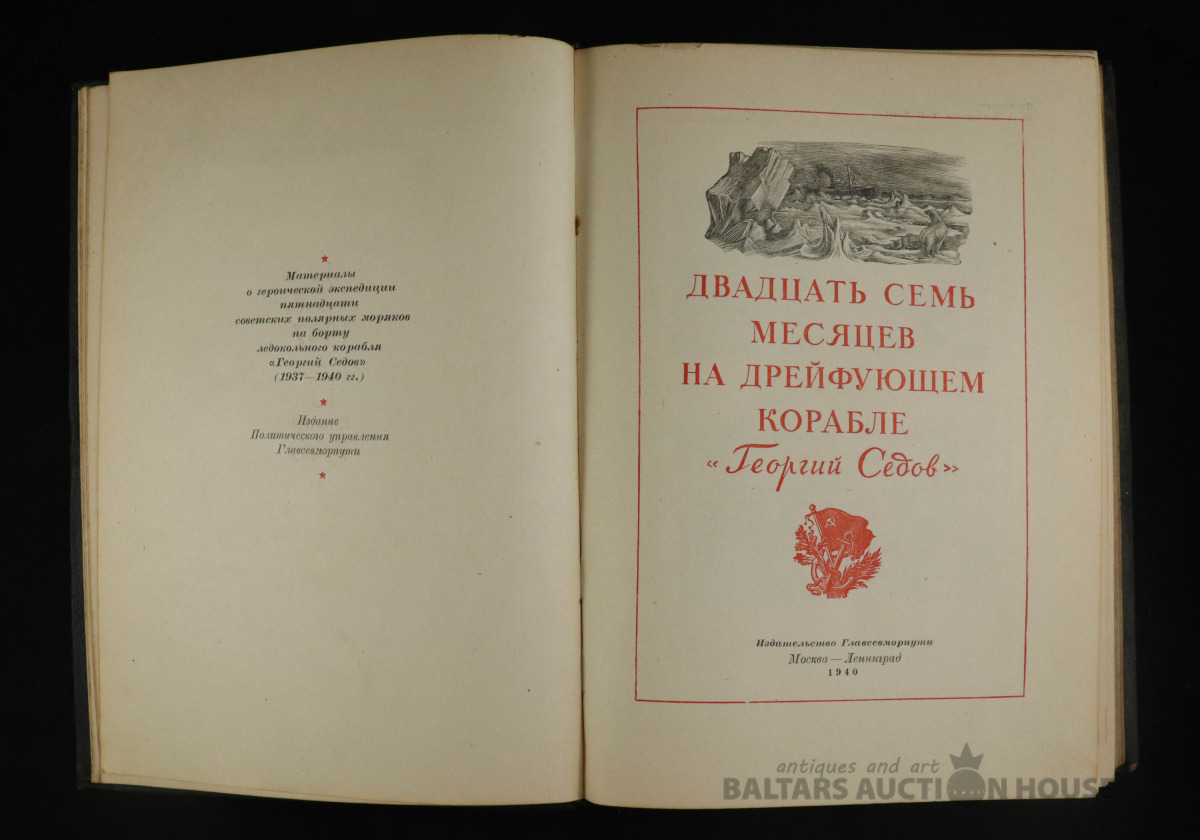 Материалы
о героической экспедиции
пятнадцати
советских полярных моряков
на борту
ледокольного корабля
«Георгий Седов»
(1937—1940 гг.)
Издание
Политического управления
Главсевморпути
ДВАДЦАТЬ СЕМЬ
МЕСЯЦЕВ
НА ДРЕЙФУЮЩЕМ
КОРАБЛЕ
«Георгий Седов»
Издательство Главсевморпути
Москва — Ленинград
1940
antiques and art
BALTARS AUCTION HOUSE